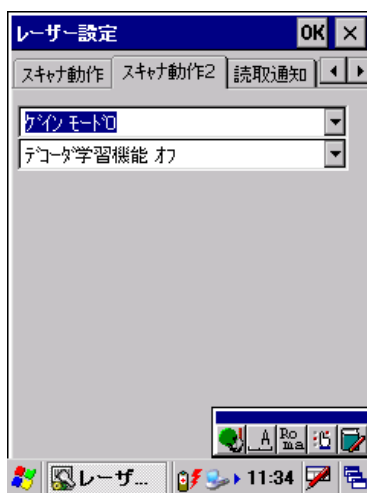 レーザー設定 OK ×
スキャナ動作 スキャナ動作2 読取通知
ゲイン モード0
デコーダ学習機能 オフ
A Ro ma
レーザ... 11:34